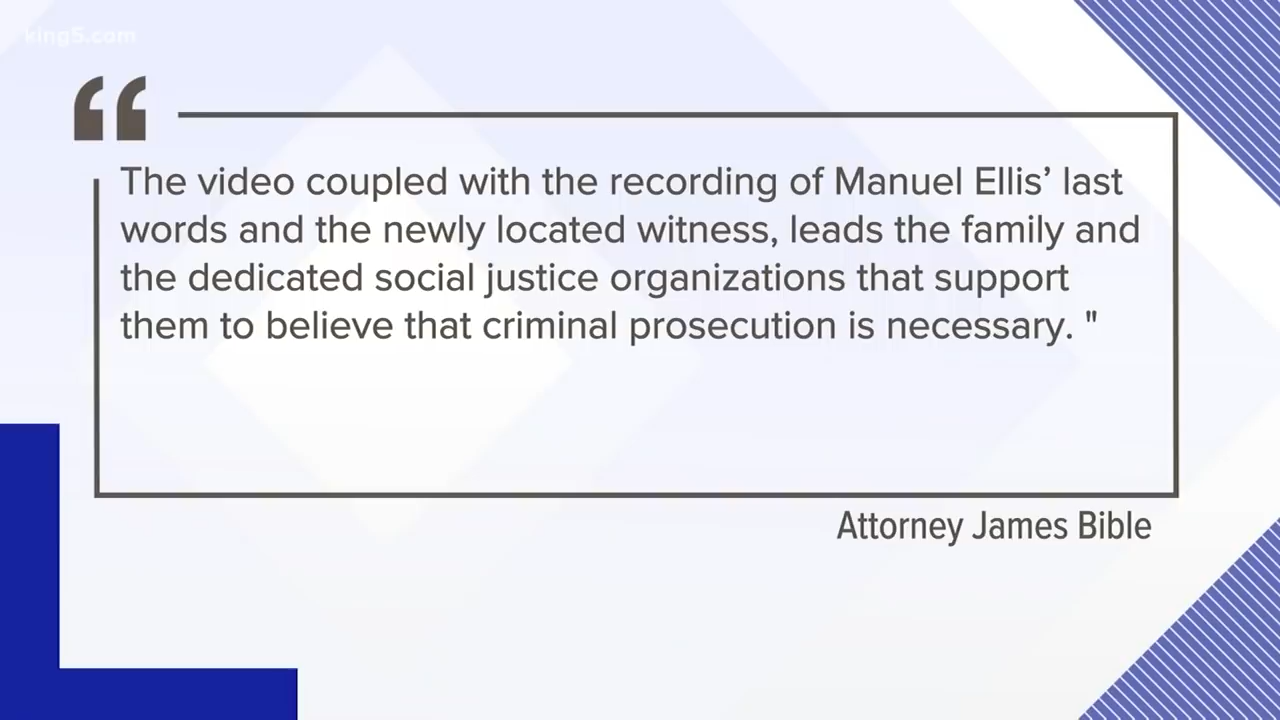 king5.com
“
The video coupled with the recording of Manuel Ellis’ last
words and the newly located witness, leads the family and
the dedicated social justice organizations that support
them to believe that criminal prosecution is necessary. "
Attorney James Bible